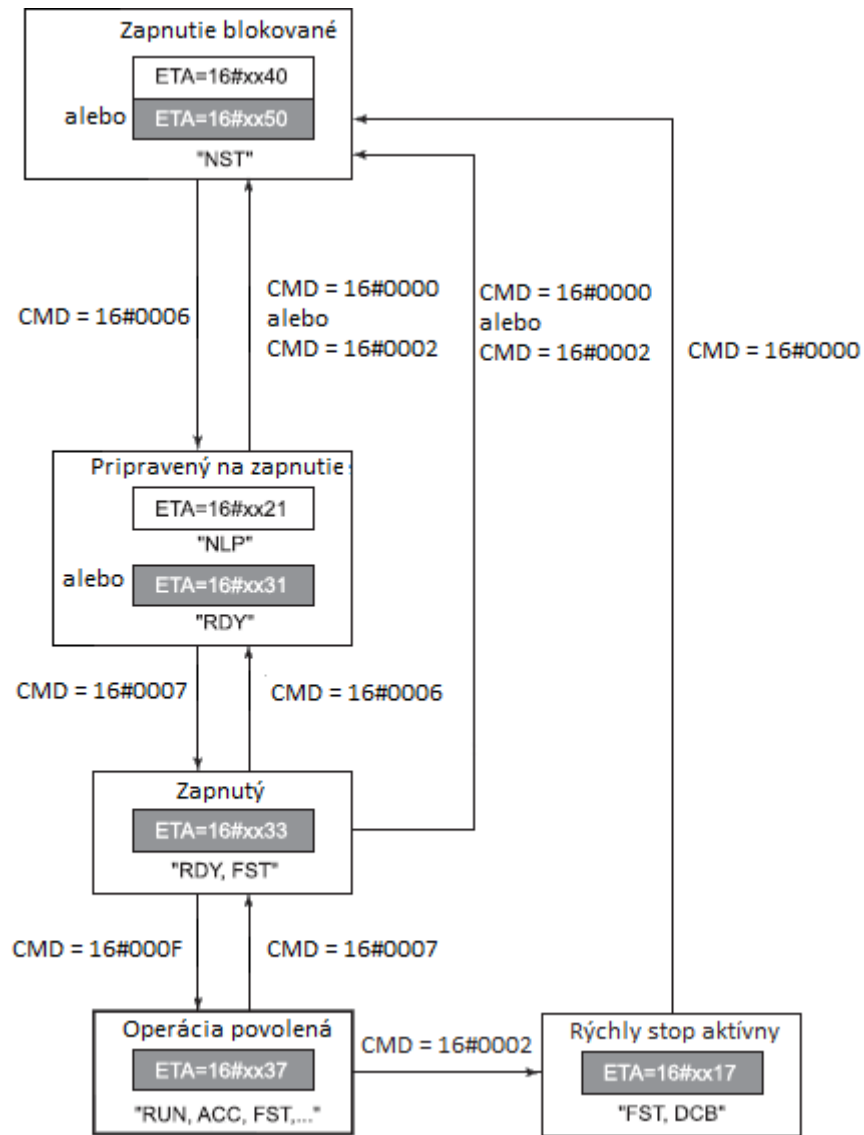 Zapnutie blokované
ETA=16#xx40
alebo
ETA=16#xx50
"NST"
CMD = 16#0006
CMD = 16#0000
alebo
CMD = 16#0002
CMD = 16#0000
alebo
CMD = 16#0002
CMD = 16#0000
Pripravený na zapnutie
ETA=16#xx21
"NLP"
alebo
ETA=16#xx31
"RDY"
CMD = 16#0007
CMD = 16#0006
Zapnutý
ETA=16#xx33
"RDY, FST"
CMD = 16#000F
CMD = 16#0007
Operácia povolená
ETA=16#xx37
"RUN, ACC, FST,..."
CMD = 16#0002
Rýchly stop aktívny
ETA=16#xx17
"FST, DCB"